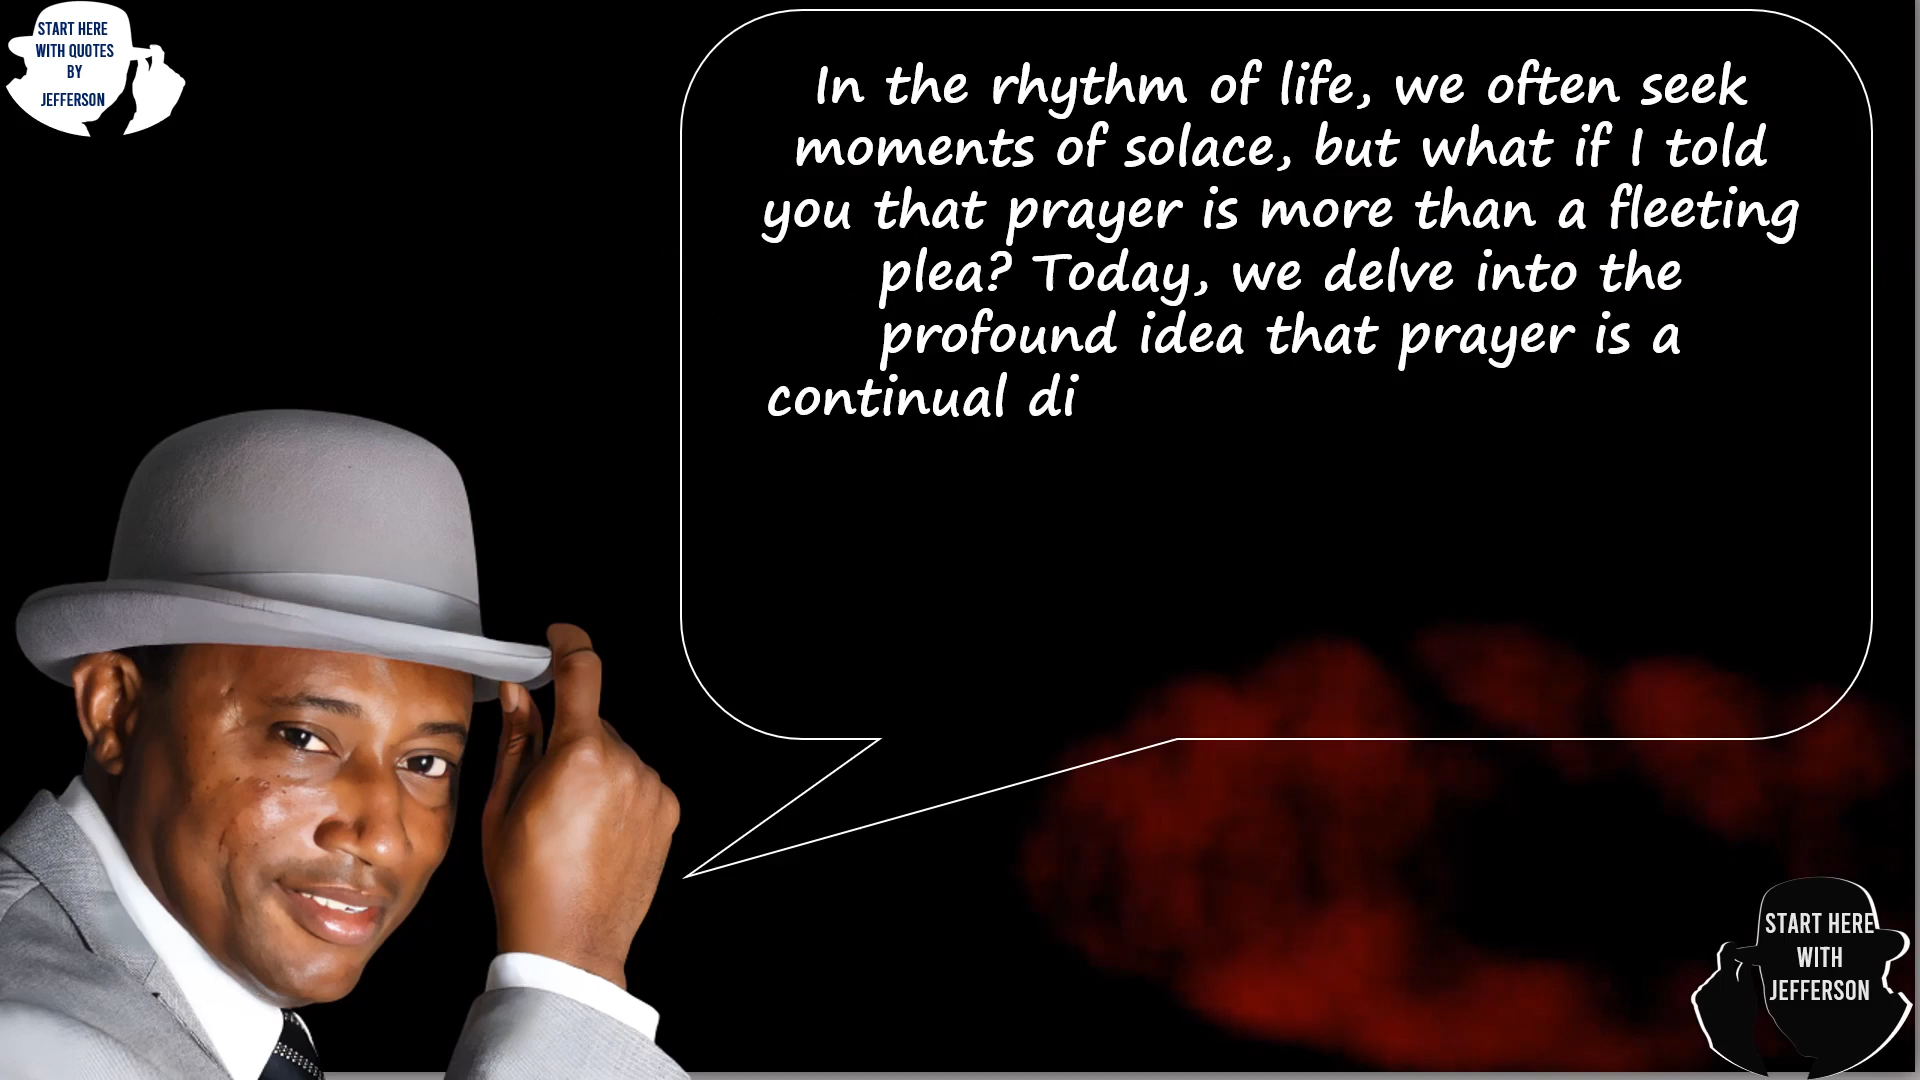 START HERE
WITH QUOTES
BY
JEFFERSON
In the rhythm of life, we often seek
moments of solace, but what if I told
you that prayer is more than a fleeting
plea? Today, we delve into the
profound idea that prayer is a
continual di
START HERE
WITH
JEFFERSON